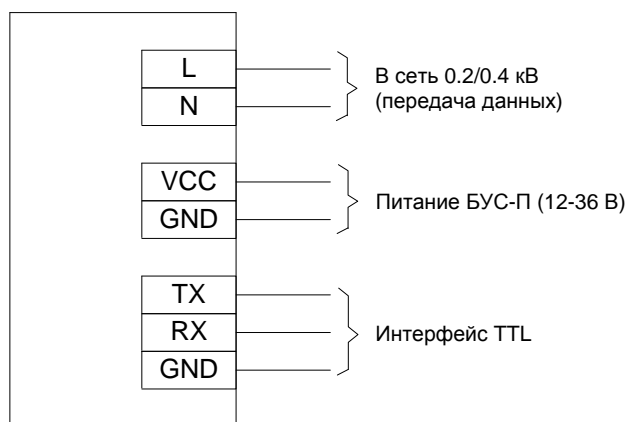 L
N
В сеть 0.2/0.4 кВ
(передача данных)
VCC
GND
Питание БУС-П (12-36 В)
TX
RX
GND
Интерфейс TTL